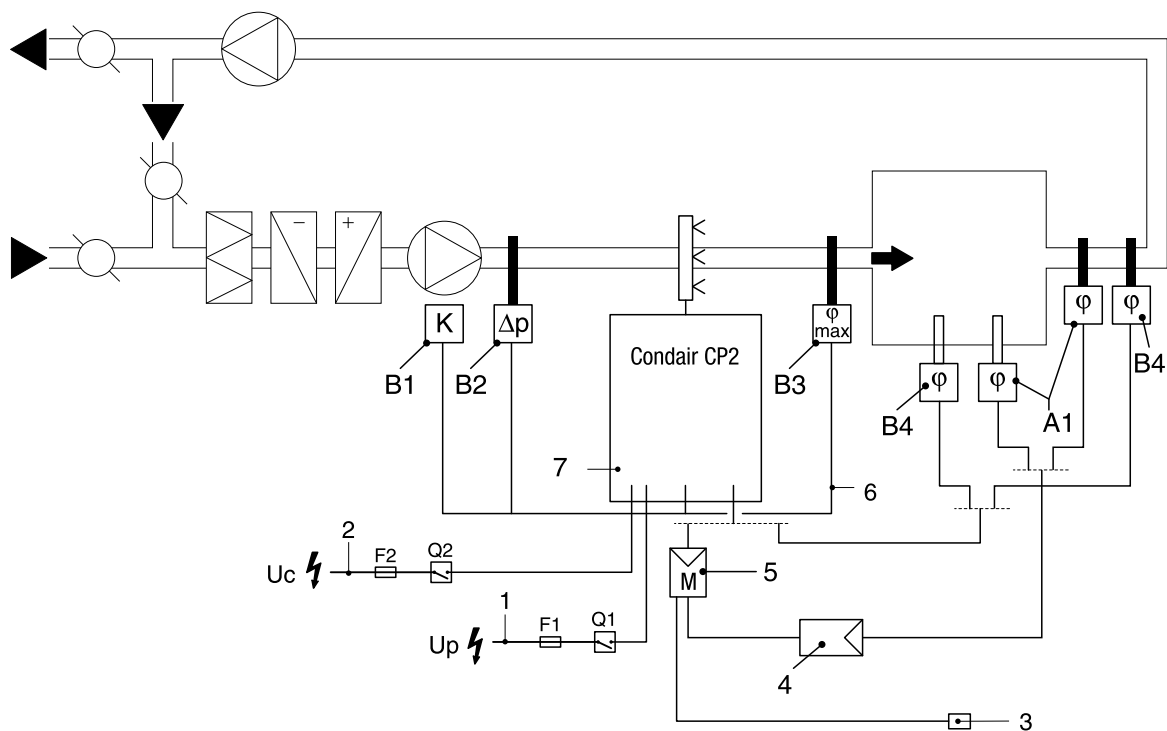 −
+
K
Δp
φ
max
φ
φ
Condair CP2
B1
B2
B3
φ
φ
B4
B4
A1
7
6
2
F2
Q2
Uc
M
5
1
F1
Q1
Up
4
3